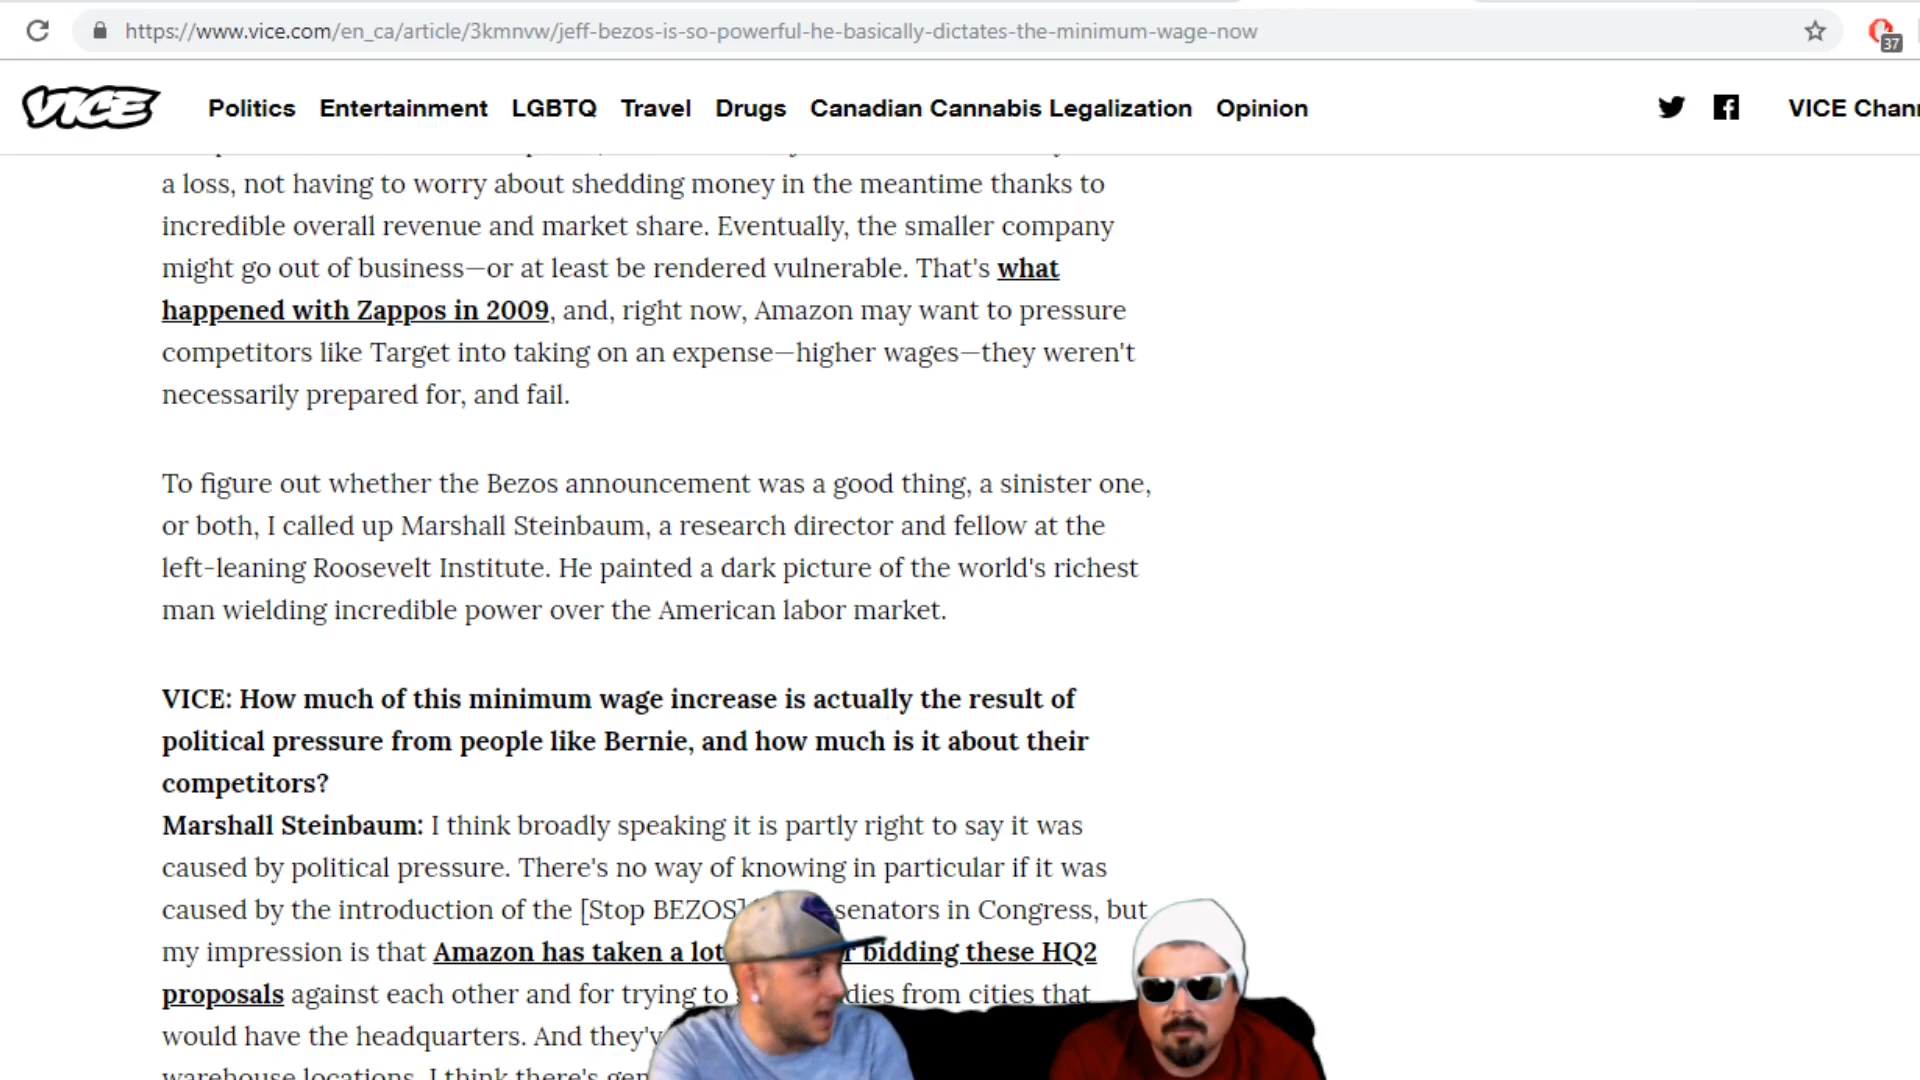 https://www.vice.com/en_ca/article/3kmnvw/jeff-bezos-is-so-powerful-he-basically-dictates-the-minimum-wage-now
37
VICE Politics Entertainment LGBTQ Travel Drugs Canadian Cannabis Legalization Opinion VICE Chann
a loss, not having to worry about shedding money in the meantime thanks to
incredible overall revenue and market share. Eventually, the smaller company
might go out of business—or at least be rendered vulnerable. That's what
happened with Zappos in 2009, and, right now, Amazon may want to pressure
competitors like Target into taking on an expense—higher wages—they weren't
necessarily prepared for, and fail.
To figure out whether the Bezos announcement was a good thing, a sinister one,
or both, I called up Marshall Steinbaum, a research director and fellow at the
left-leaning Roosevelt Institute. He painted a dark picture of the world's richest
man wielding incredible power over the American labor market.
VICE: How much of this minimum wage increase is actually the result of
political pressure from people like Bernie, and how much is it about their
competitors?
Marshall Steinbaum: I think broadly speaking it is partly right to say it was
caused by political pressure. There's no way of knowing in particular if it was
caused by the introduction of the [Stop BEZOS] senators in Congress, but
my impression is that Amazon has taken a lot bidding these HQ2
proposals against each other and for trying to dies from cities that
would have the headquarters. And they'v
warehouse locations. I think there's gen